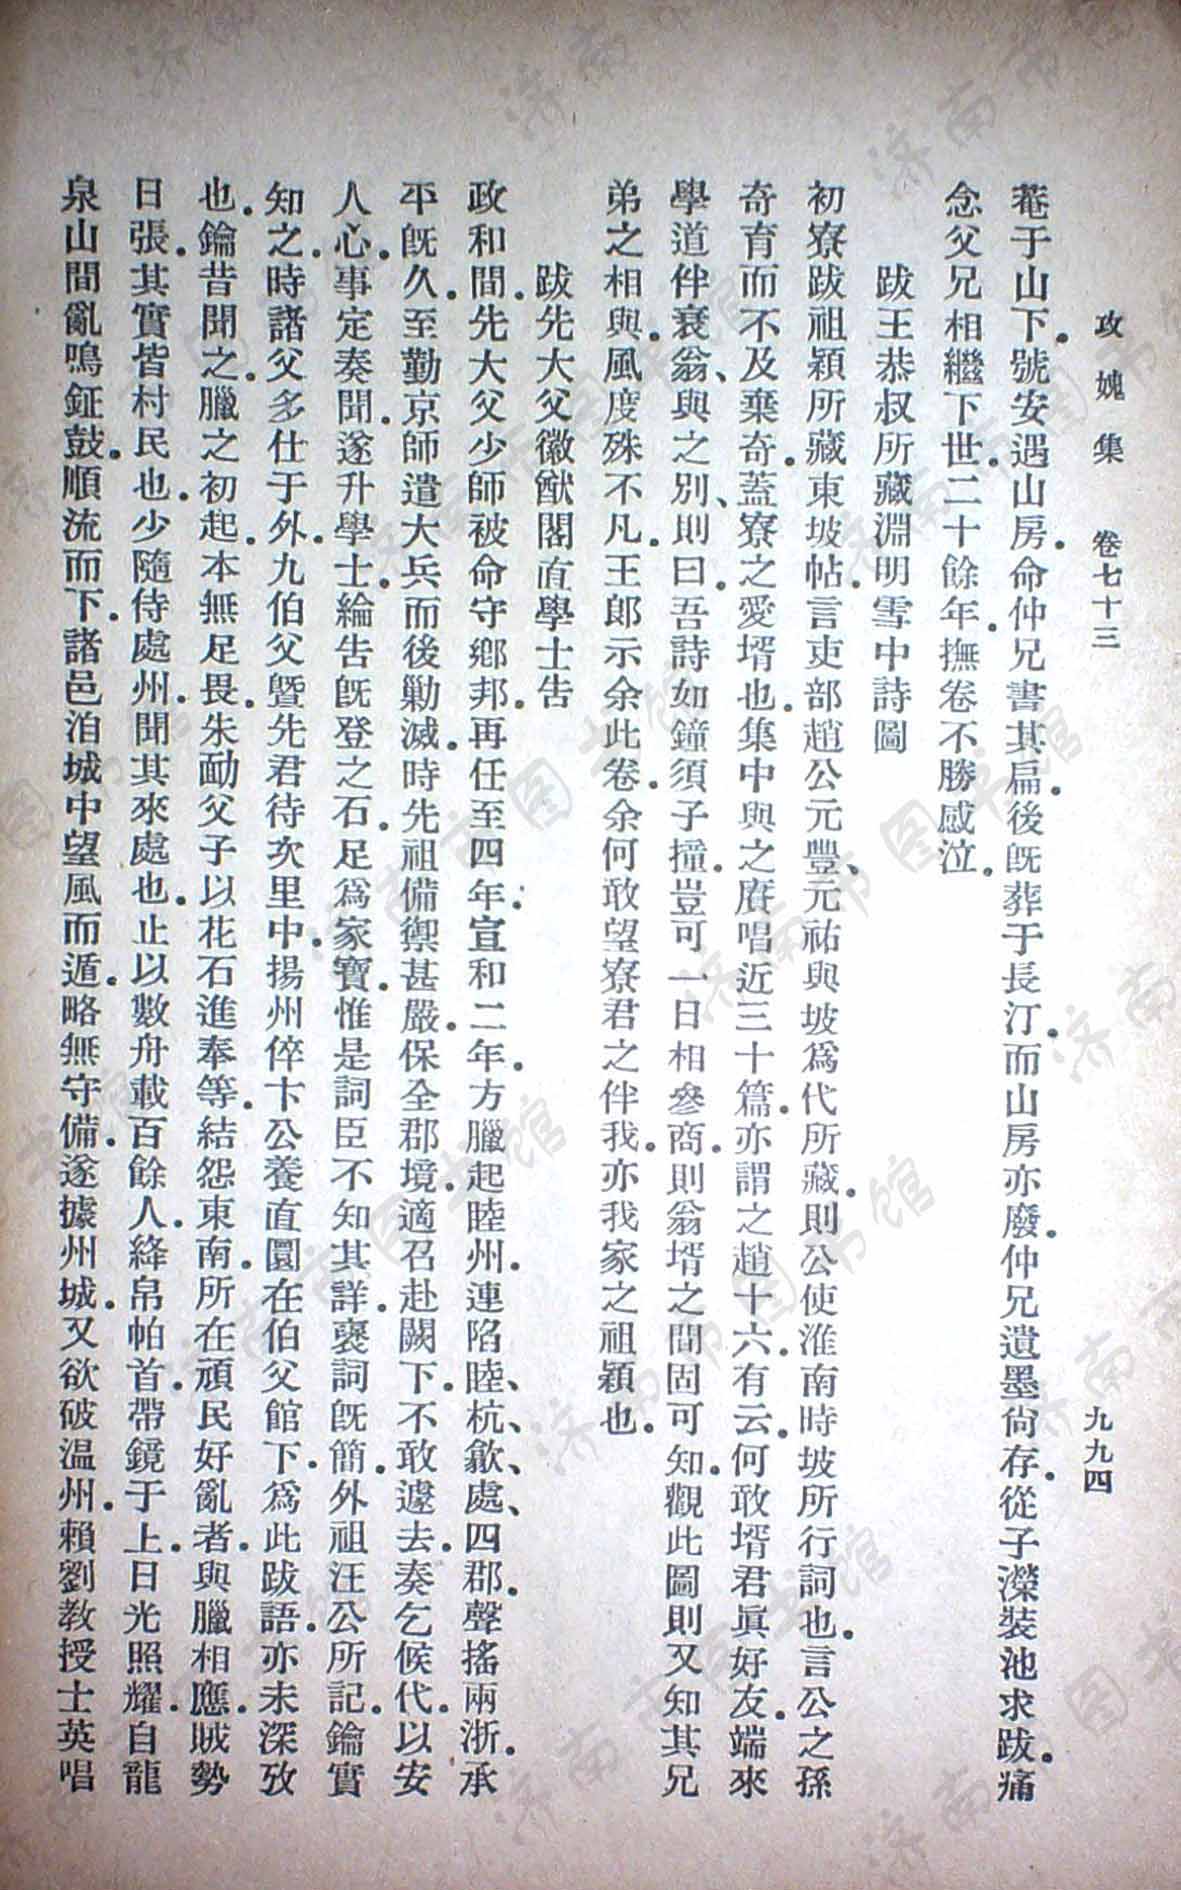 攻媿集　卷七十三　九九四
菴于山下。號安遇山房。命仲兄書其扁。後旣葬于長汀。而山房亦廢。仲兄遺墨尙存。從子濚裝池求跋。痛
念父兄相繼下世。二十餘年。撫卷不勝感泣。
跋王恭叔所藏淵明雪中詩圖
初寮跋祖穎所藏東坡帖。言吏部趙公元豐、元祐與坡爲代所藏。則公使淮南時坡所行詞也。言公之孫
奇育而不及棄奇。蓋寮之愛壻也。集中與之賡唱近三十篇。亦謂之趙十六。有云。何敢壻君眞好友。端來
學道伴衰翁、與之別、則曰。吾詩如鐘須子撞。豈可一日相參商。則翁壻之間固可知。觀此圖則又知其兄
弟之相與。風度殊不凡。王郎示余此卷。余何敢望寮君之伴我。亦我家之祖穎也。
跋先大父徽猷閣直學士告
政和間。先大父少師被命守鄕邦。再任至四年。宣和二年。方臘起睦州。連陷睦、杭、歙、處、四郡。聲搖兩浙。承
平旣久。至勤京師遣大兵而後勦滅。時先祖備禦甚嚴。保全郡境。適召赴闕下。不敢遽去。奏乞候代。以安
人心。事定奏聞。遂升學士。綸告旣登之石。足爲家寶。惟是詞臣不知其詳。襃詞旣簡。外祖汪公所記。鑰實
知之。時諸父多仕于外。九伯父曁先君待次里中。揚州倅卞公養直圜在伯父館下。爲此跋語。亦未深攷
也。鑰昔聞之。臘之初起。本無足畏。朱勔父子以花石進奉等。結怨東南。所在頑民好亂者。與臘相應。賊勢
日張。其實皆村民也。少隨侍處州。聞其來處也。止以數舟載百餘人。絳帛帕首。帶鏡于上。日光照耀。自龍
泉山間亂鳴鉦鼓。順流而下。諸邑洎城中望風而遁。略無守備。遂據州城。又欲破温州。賴劉教授士英唱